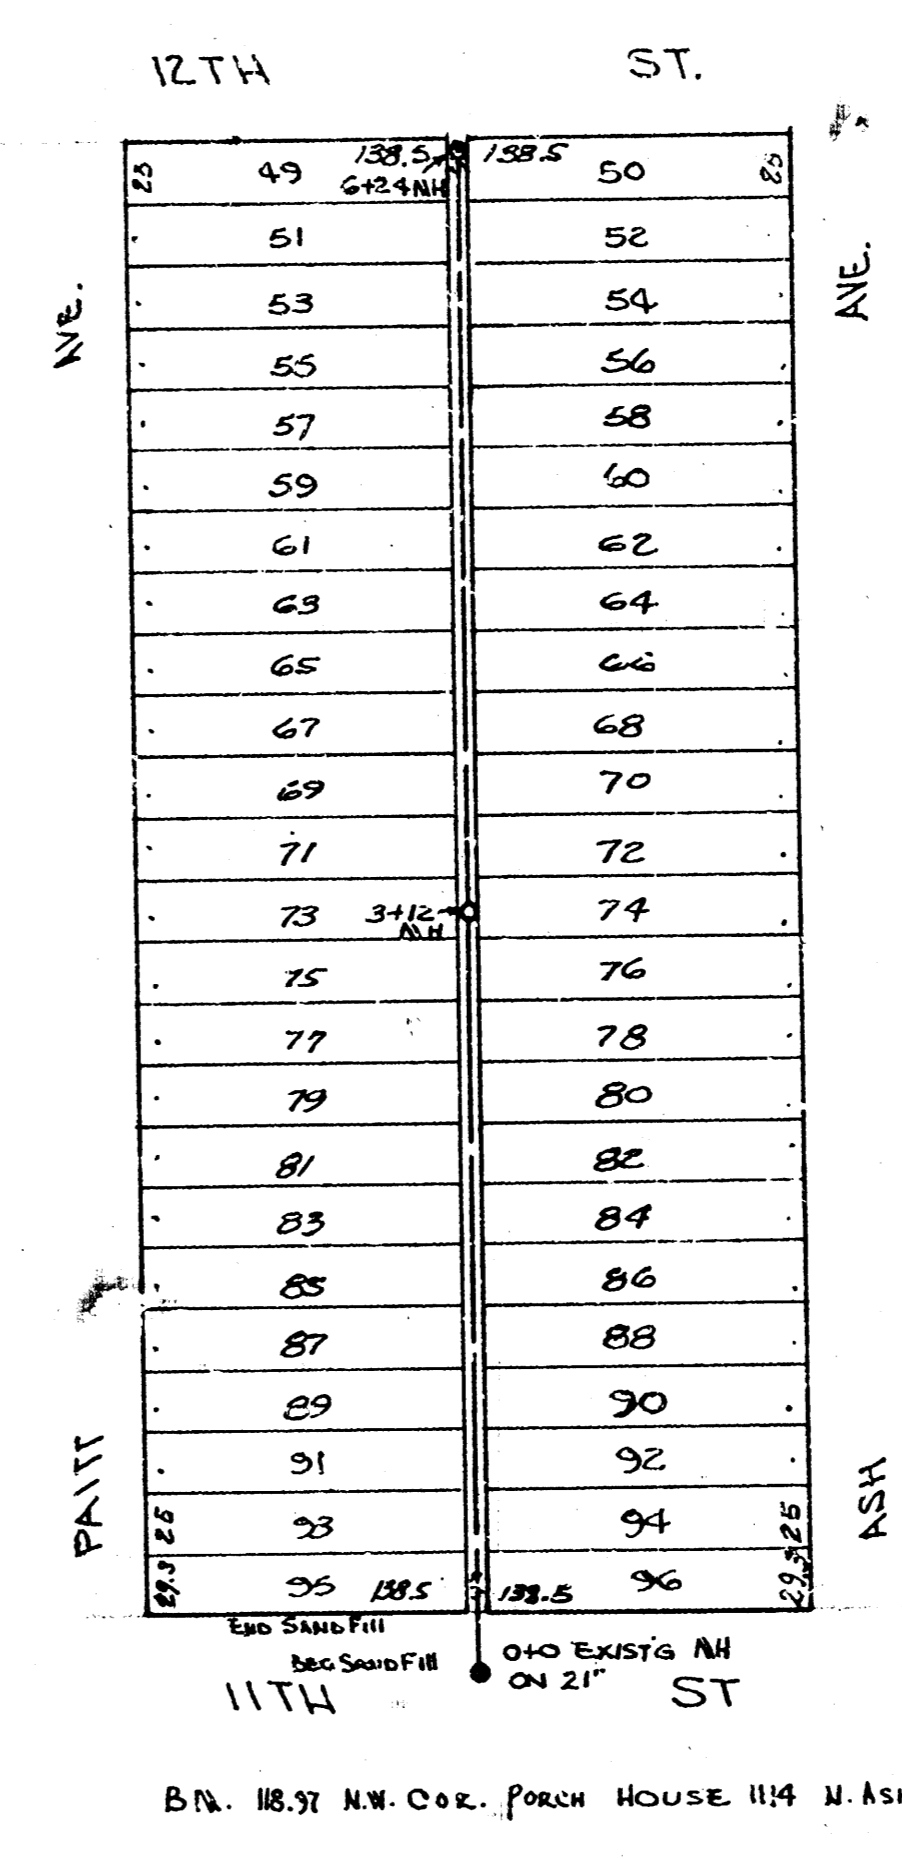 12TH ST.
23 49 138.5 138.5 50 23
6+24 MH
51 52
AVE. AVE.
53 54
55 56
57 58
59 60
61 62
63 64
65 66
67 68
69 70
71 72
73 3+12 74
MH
75 76
77 78
79 80
81 82
83 84
85 86
87 88
89 90
PAITT ASH
91 92
25 93 94 25
29.3 95 138.5 138.5 96 29.3
END SAND Fill
BEG SAND Fill 0+0 EXIST'G MH
ON 21"
11TH ST
B M. 118.97 N.W. COR. PORCH HOUSE 1114 N. ASH